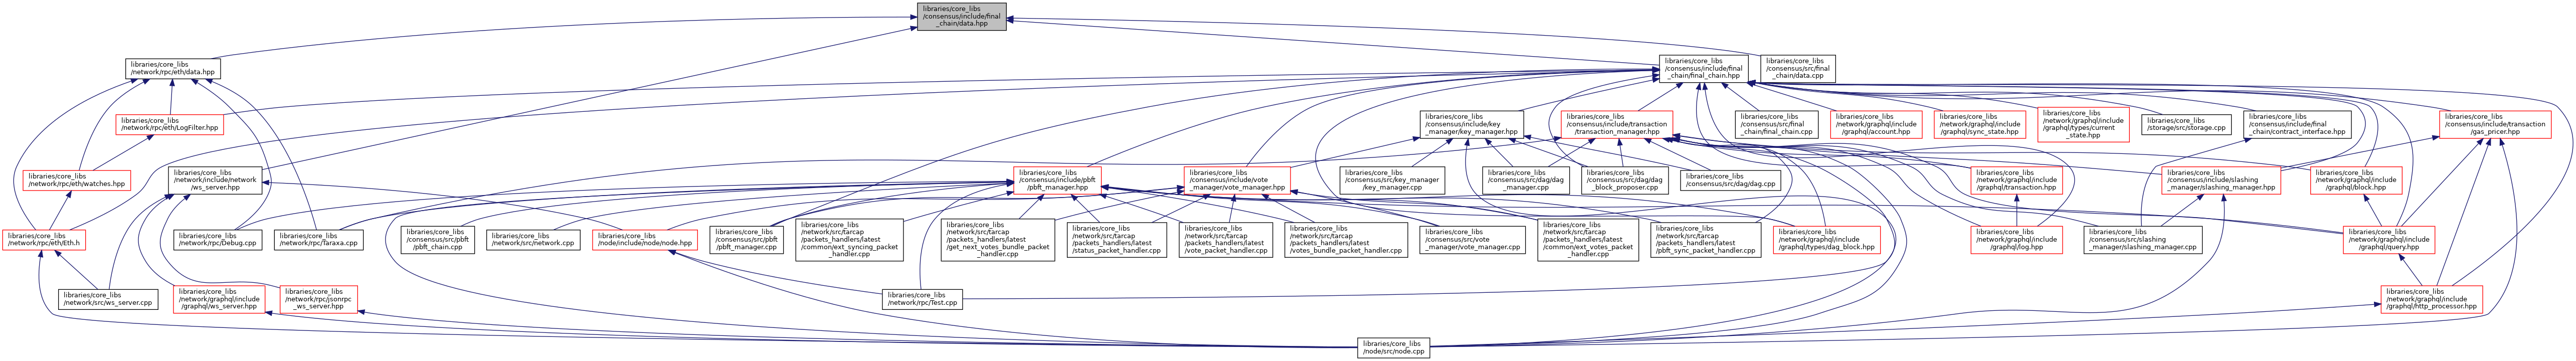 libraries/core_libs
/consensus/include/final
_chain/data.hpp
libraries/core_libs
/network/rpc/eth/data.hpp
libraries/core_libs
/consensus/include/final
_chain/final_chain.hpp
libraries/core_libs
/consensus/src/final
_chain/data.cpp
libraries/core_libs
/network/rpc/eth/LogFilter.hpp
libraries/core_libs
/consensus/include/key
_manager/key_manager.hpp
libraries/core_libs
/consensus/include/transaction
/transaction_manager.hpp
libraries/core_libs
/consensus/src/final
_chain/final_chain.cpp
libraries/core_libs
/network/graphql/include
/graphql/account.hpp
libraries/core_libs
/network/graphql/include
/graphql/sync_state.hpp
libraries/core_libs
/network/graphql/include
/graphql/types/current
_state.hpp
libraries/core_libs
/storage/src/storage.cpp
libraries/core_libs
/consensus/include/final
_chain/contract_interface.hpp
libraries/core_libs
/consensus/include/transaction
/gas_pricer.hpp
libraries/core_libs
/network/rpc/eth/watches.hpp
libraries/core_libs
/network/include/network
/ws_server.hpp
libraries/core_libs
/consensus/include/pbft
/pbft_manager.hpp
libraries/core_libs
/consensus/include/vote
_manager/vote_manager.hpp
libraries/core_libs
/consensus/src/key_manager
/key_manager.cpp
libraries/core_libs
/consensus/src/dag/dag
_manager.cpp
libraries/core_libs
/consensus/src/dag/dag
_block_proposer.cpp
libraries/core_libs
/consensus/src/dag/dag.cpp
libraries/core_libs
/network/graphql/include
/graphql/transaction.hpp
libraries/core_libs
/consensus/include/slashing
_manager/slashing_manager.hpp
libraries/core_libs
/network/graphql/include
/graphql/block.hpp
libraries/core_libs
/network/rpc/eth/Eth.h
libraries/core_libs
/network/rpc/Debug.cpp
libraries/core_libs
/network/rpc/Taraxa.cpp
libraries/core_libs
/consensus/src/pbft
/pbft_chain.cpp
libraries/core_libs
/network/src/network.cpp
libraries/core_libs
/node/include/node/node.hpp
libraries/core_libs
/consensus/src/pbft
/pbft_manager.cpp
libraries/core_libs
/network/src/tarcap
/packets_handlers/latest
/common/ext_syncing_packet
_handler.cpp
libraries/core_libs
/network/src/tarcap
/packets_handlers/latest
/get_next_votes_bundle_packet
_handler.cpp
libraries/core_libs
/network/src/tarcap
/packets_handlers/latest
/status_packet_handler.cpp
libraries/core_libs
/network/src/tarcap
/packets_handlers/latest
/vote_packet_handler.cpp
libraries/core_libs
/network/src/tarcap
/packets_handlers/latest
/votes_bundle_packet_handler.cpp
libraries/core_libs
/consensus/src/vote
_manager/vote_manager.cpp
libraries/core_libs
/network/src/tarcap
/packets_handlers/latest
/common/ext_votes_packet
_handler.cpp
libraries/core_libs
/network/src/tarcap
/packets_handlers/latest
/pbft_sync_packet_handler.cpp
libraries/core_libs
/network/graphql/include
/graphql/types/dag_block.hpp
libraries/core_libs
/network/graphql/include
/graphql/log.hpp
libraries/core_libs
/consensus/src/slashing
_manager/slashing_manager.cpp
libraries/core_libs
/network/graphql/include
/graphql/query.hpp
libraries/core_libs
/network/src/ws_server.cpp
libraries/core_libs
/network/graphql/include
/graphql/ws_server.hpp
libraries/core_libs
/network/rpc/jsonrpc
_ws_server.hpp
libraries/core_libs
/network/rpc/Test.cpp
libraries/core_libs
/network/graphql/include
/graphql/http_processor.hpp
libraries/core_libs
/node/src/node.cpp